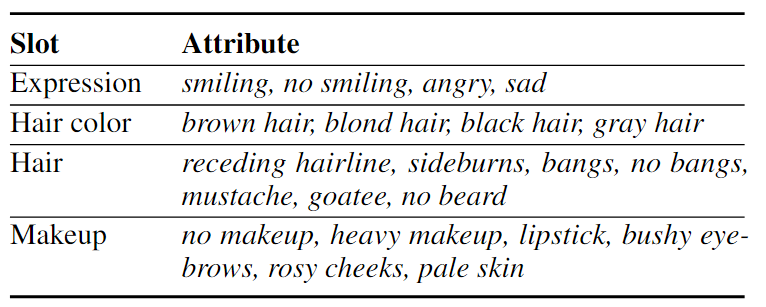 Slot Attribute
Expression smiling, no smiling, angry, sad
Hair color brown hair, blond hair, black hair, gray hair
Hair receding hairline, sideburns, bangs, no bangs,
mustache, goatee, no beard
Makeup no makeup, heavy makeup, lipstick, bushy eye-
brows, rosy cheeks, pale skin